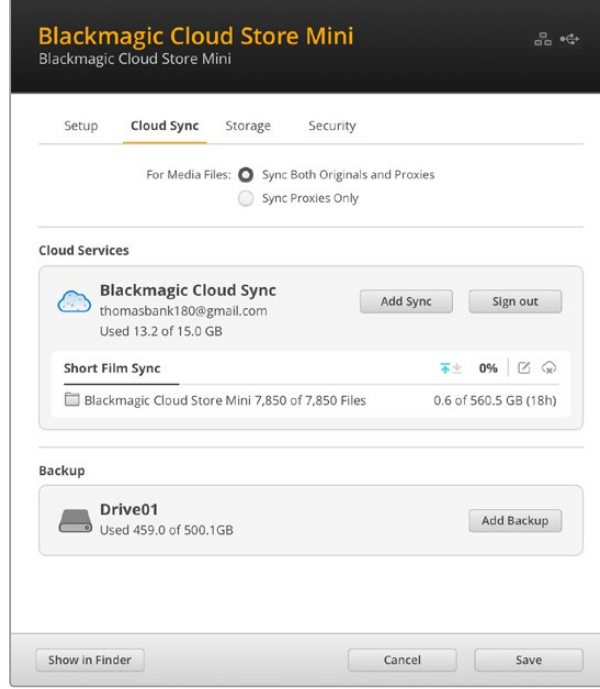 Blackmagic Cloud Store Mini
Blackmagic Cloud Store Mini
Setup Cloud Sync Storage Security
For Media Files: Sync Both Originals and Proxies
Sync Proxies Only
Cloud Services
Blackmagic Cloud Sync
thomasbank180@gmail.com
Used 13.2 of 15.0 GB
Add Sync Sign out
Short Film Sync 0%
Blackmagic Cloud Store Mini 7,850 of 7,850 Files 0.6 of 560.5 GB (18h)
Backup
Drive01
Used 459.0 of 500.1GB
Add Backup
Show in Finder Cancel Save